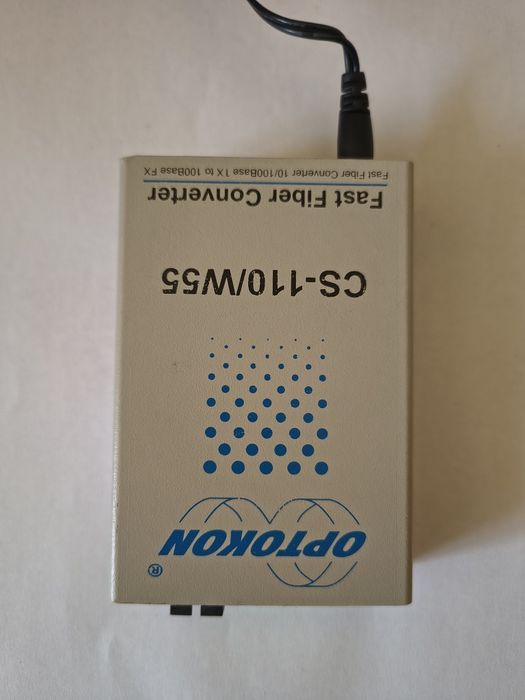 OPTOKON®
CS-110/W55
Fast Fiber Converter
Fast Fiber Converter 10/100Base TX to 100Base FX